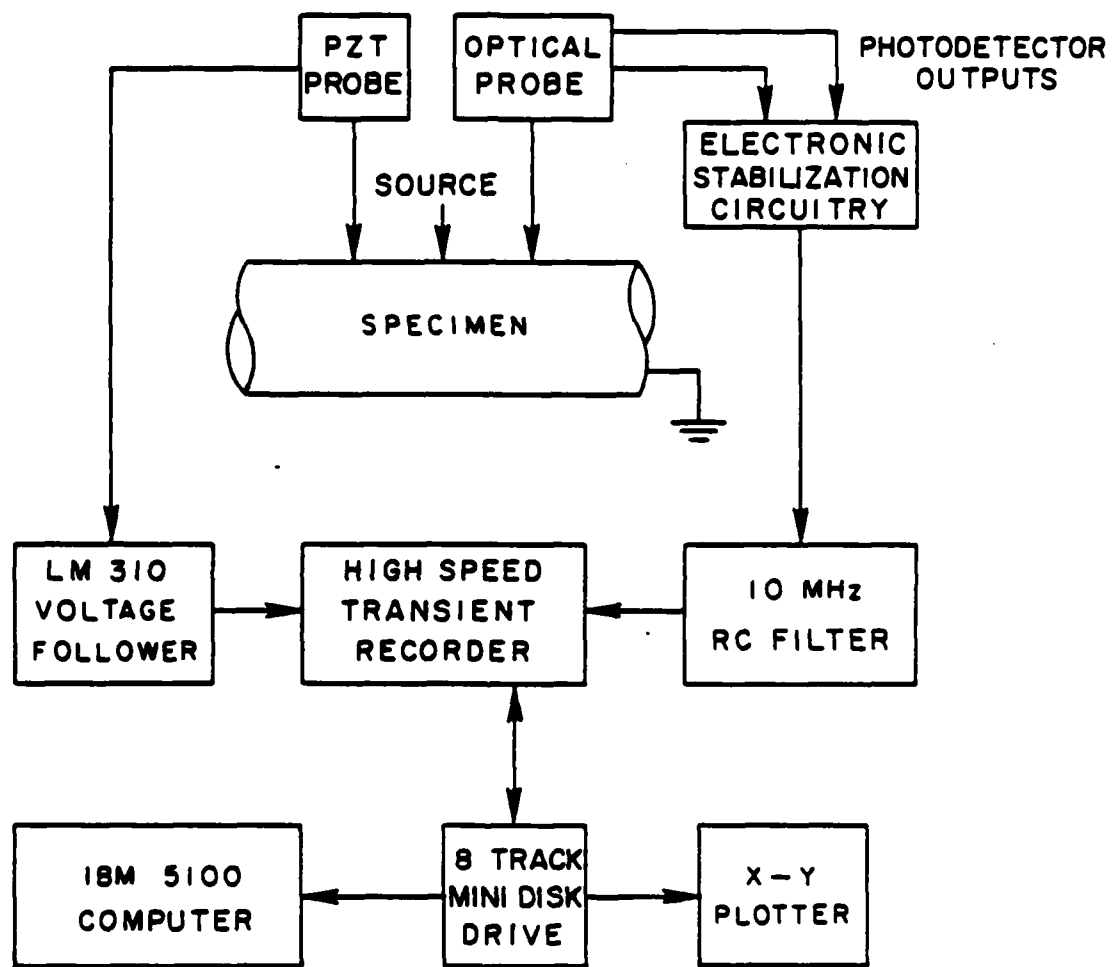 PZT
PROBE
OPTICAL
PROBE
PHOTODETECTOR
OUTPUTS
ELECTRONIC
STABILIZATION
CIRCUITRY
SOURCE
SPECIMEN
LM 310
VOLTAGE
FOLLOWER
HIGH SPEED
TRANSIENT
RECORDER
10 MHz
RC FILTER
IBM 5100
COMPUTER
8 TRACK
MINI DISK
DRIVE
X-Y
PLOTTER